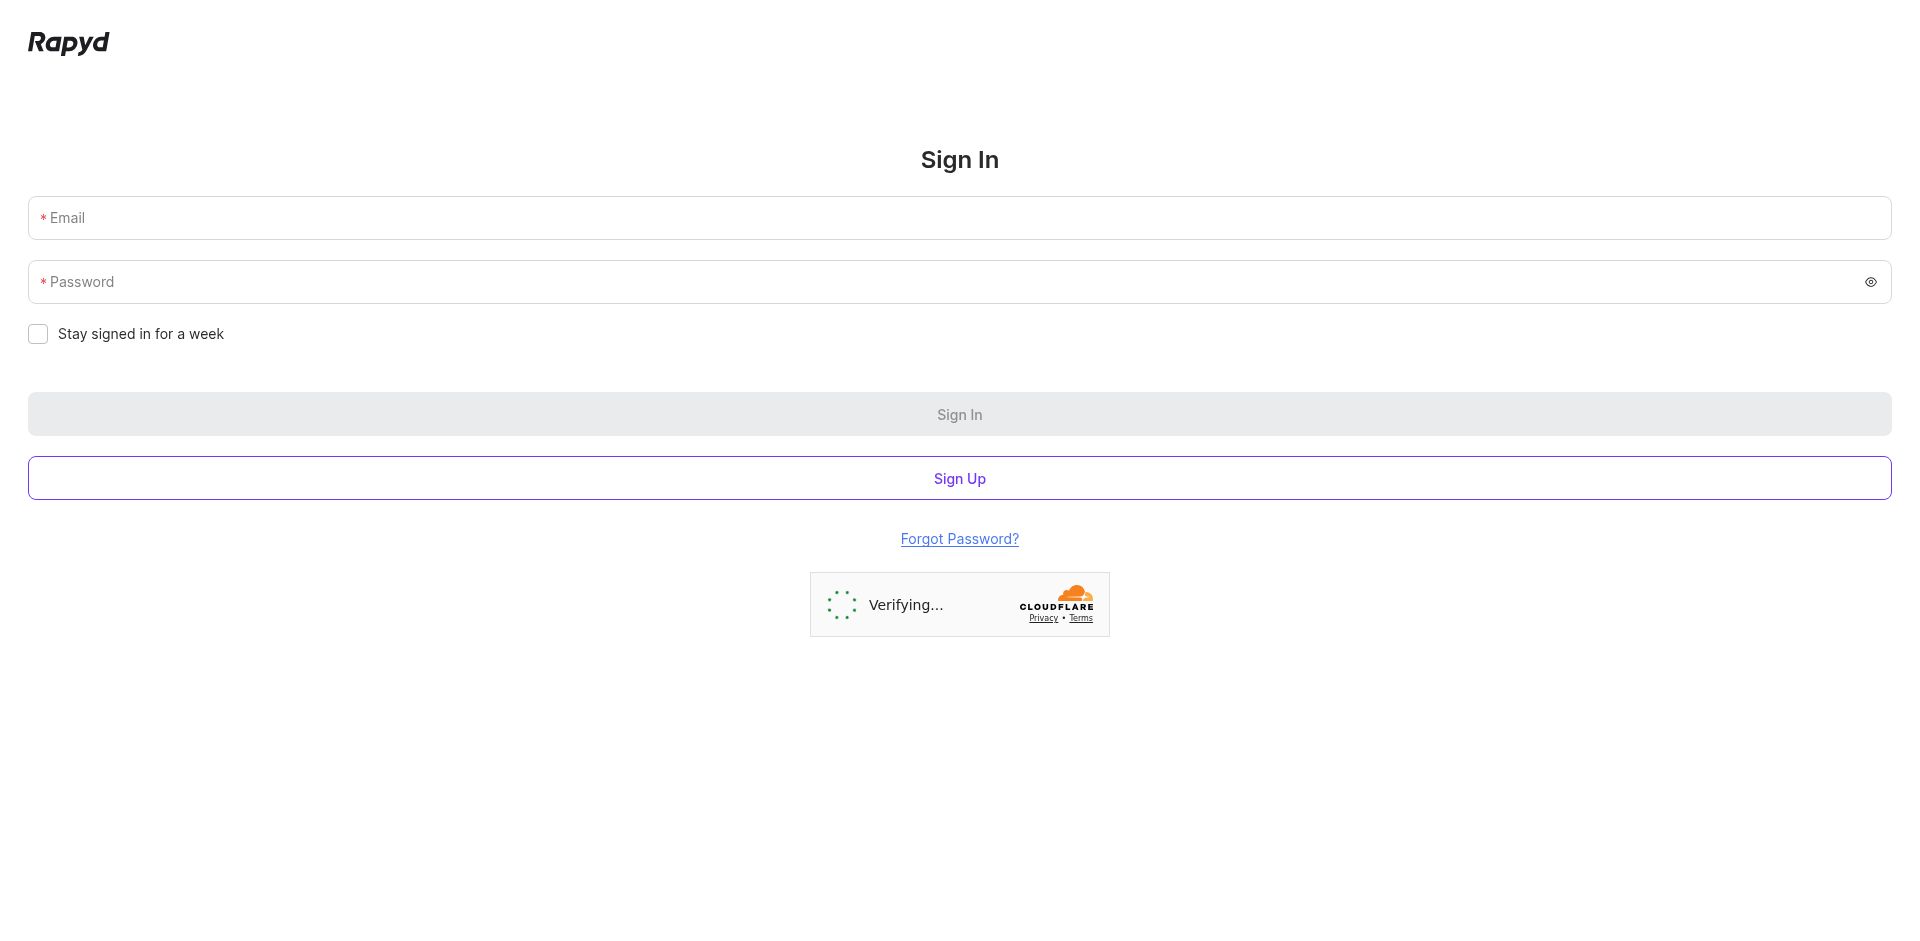 Rapyd
Sign In
* Email
* Password
Stay signed in for a week
Sign In
Sign Up
Forgot Password?
Verifying...
CLOUDFLARE
Privacy • Terms